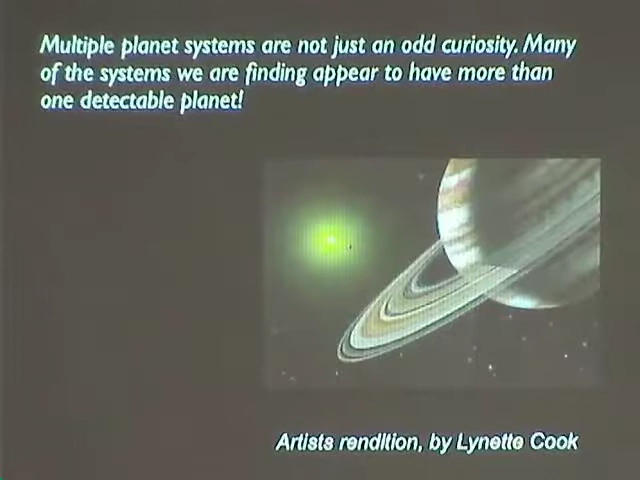 Multiple planet systems are not just an odd curiosity. Many
of the systems we are finding appear to have more than
one detectable planet!
Artists rendition, by Lynette Cook